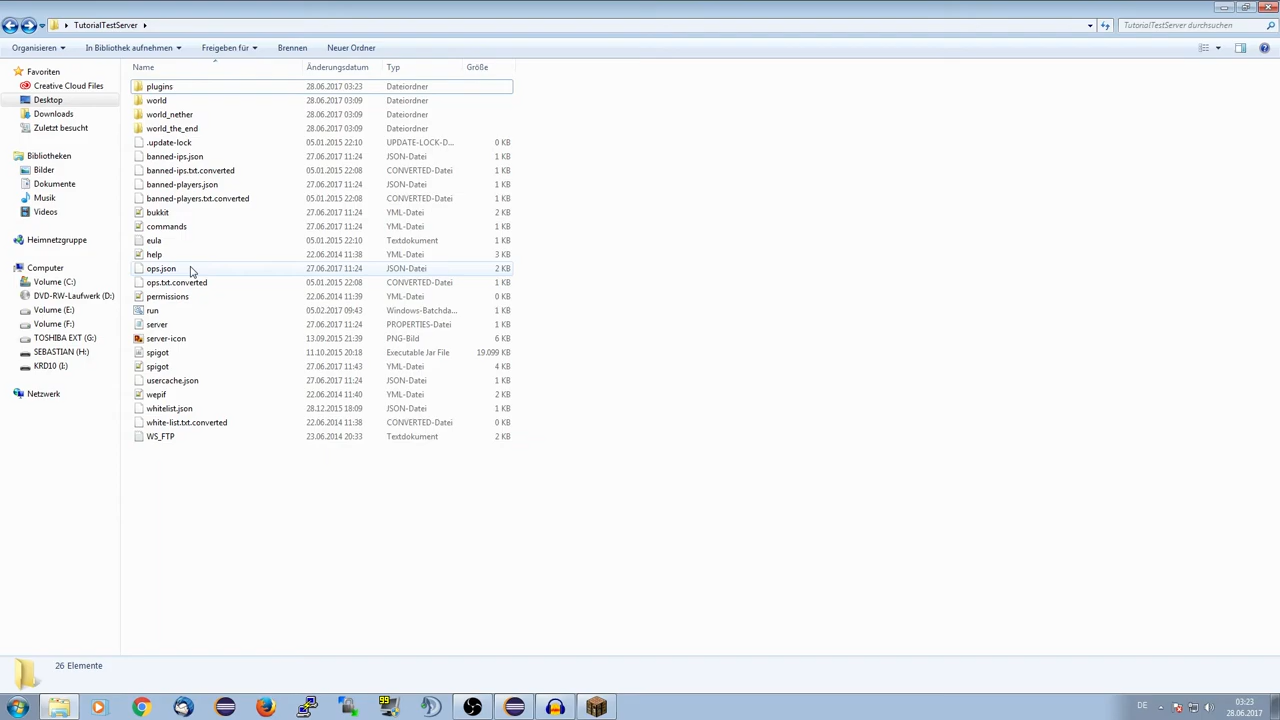 TutorialTestServer
TutorialTestServer durchsuchen
Organisieren In Bibliothek aufnehmen Freigeben für Brennen Neuer Ordner
Name Änderungsdatum Typ Größe
Favoriten
Creative Cloud Files
Desktop
Downloads
Zuletzt besucht
Bibliotheken
Bilder
Dokumente
Musik
Videos
Heimnetzgruppe
Computer
Volume (C:)
DVD-RW-Laufwerk (D:)
Volume (E:)
Volume (F:)
TOSHIBA EXT (G:)
SEBASTIAN (H:)
KRD10 (I:)
Netzwerk
plugins 28.06.2017 03:23 Dateiordner
world 28.06.2017 03:09 Dateiordner
world_nether 28.06.2017 03:09 Dateiordner
world_the_end 28.06.2017 03:09 Dateiordner
.update-lock 05.01.2015 22:10 UPDATE-LOCK-D... 0 KB
banned-ips.json 27.06.2017 11:24 JSON-Datei 1 KB
banned-ips.txt.converted 05.01.2015 22:08 CONVERTED-Datei 1 KB
banned-players.json 27.06.2017 11:24 JSON-Datei 1 KB
banned-players.txt.converted 05.01.2015 22:08 CONVERTED-Datei 1 KB
bukkit 27.06.2017 11:24 YML-Datei 2 KB
commands 27.06.2017 11:24 YML-Datei 1 KB
eula 05.01.2015 22:10 Textdokument 1 KB
help 22.06.2014 11:38 YML-Datei 3 KB
ops.json 27.06.2017 11:24 JSON-Datei 2 KB
ops.txt.converted 05.01.2015 22:08 CONVERTED-Datei 1 KB
permissions 22.06.2014 11:39 YML-Datei 0 KB
run 05.02.2017 09:43 Windows-Batchda... 1 KB
server 27.06.2017 11:24 PROPERTIES-Datei 1 KB
server-icon 13.09.2015 21:39 PNG-Bild 6 KB
spigot 11.10.2015 20:18 Executable Jar File 19.099 KB
spigot 27.06.2017 11:43 YML-Datei 4 KB
usercache.json 27.06.2017 11:24 JSON-Datei 1 KB
wepif 22.06.2014 11:40 YML-Datei 2 KB
whitelist.json 28.12.2015 18:09 JSON-Datei 1 KB
white-list.txt.converted 22.06.2014 11:38 CONVERTED-Datei 0 KB
WS_FTP 23.06.2014 20:33 Textdokument 2 KB
26 Elemente
99
DE
03:23
28.06.2017